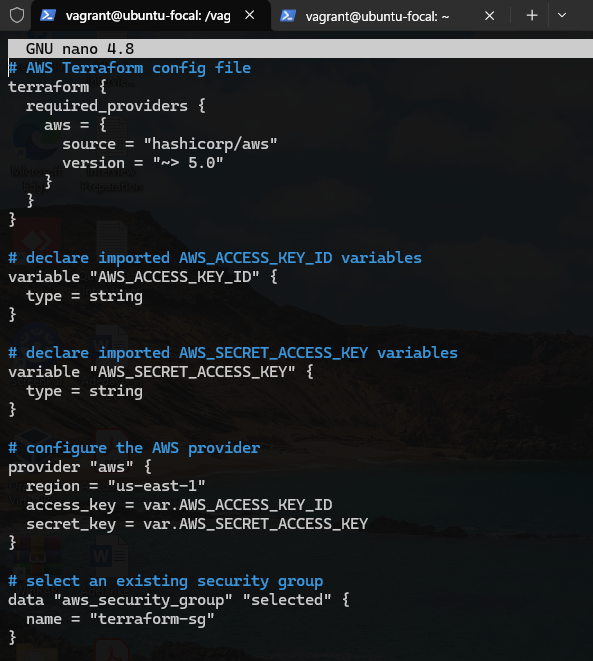 vagrant@ubuntu-focal: /vag
vagrant@ubuntu-focal: ~
GNU nano 4.8
# AWS Terraform config file
terraform {
  required_providers {
    aws = {
      source = "hashicorp/aws"
      version = "~> 5.0"
    }
  }
}

# declare imported AWS_ACCESS_KEY_ID variables
variable "AWS_ACCESS_KEY_ID" {
  type = string
}

# declare imported AWS_SECRET_ACCESS_KEY variables
variable "AWS_SECRET_ACCESS_KEY" {
  type = string
}

# configure the AWS provider
provider "aws" {
  region = "us-east-1"
  access_key = var.AWS_ACCESS_KEY_ID
  secret_key = var.AWS_SECRET_ACCESS_KEY
}

# select an existing security group
data "aws_security_group" "selected" {
  name = "terraform-sg"
}